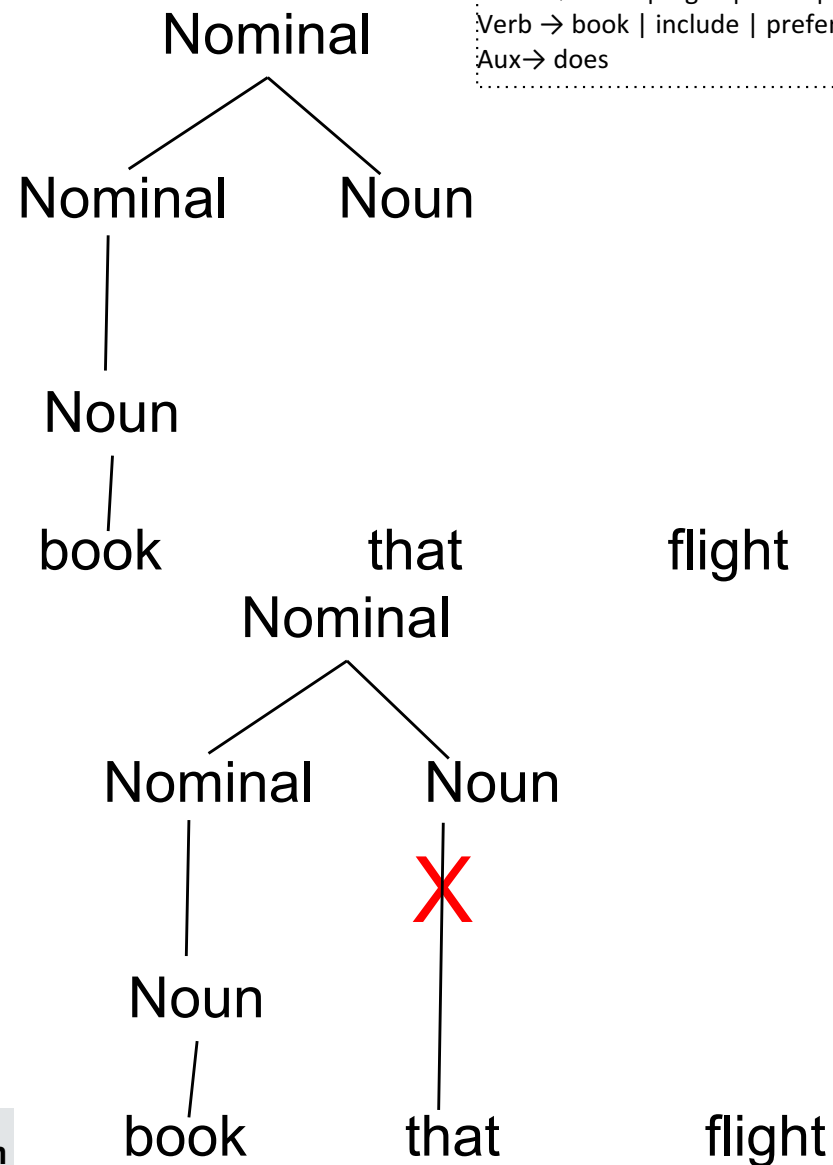 Nominal
Verb → book | include | prefer
Aux→ does
Nominal Noun
Noun
book that flight
Nominal
Nominal Noun
X
Noun
book that flight